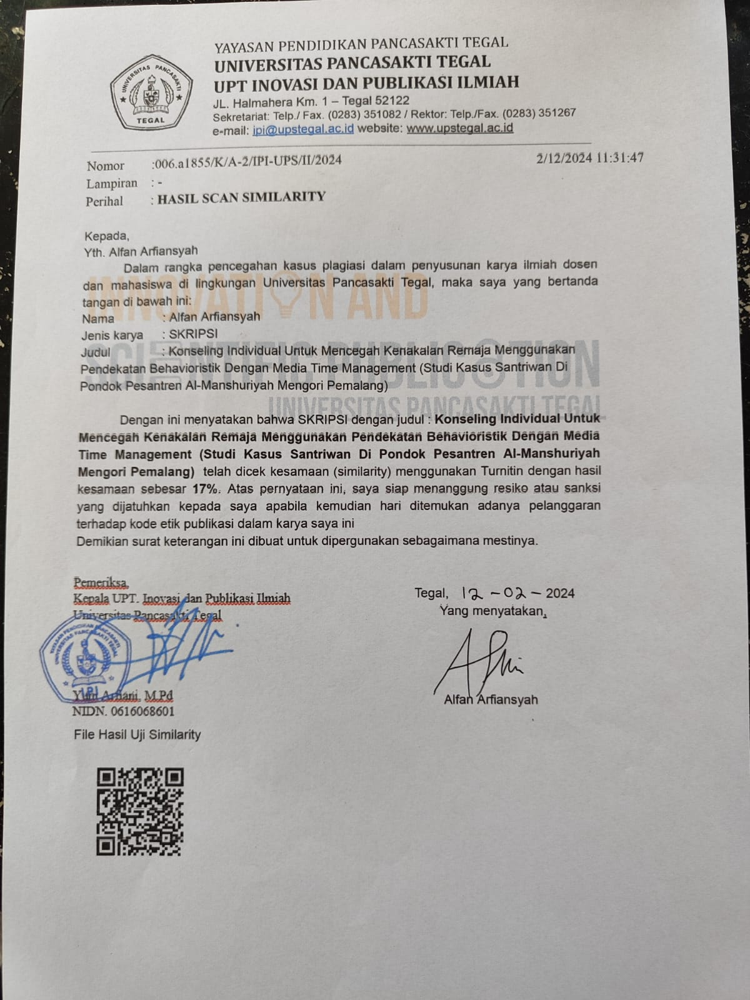 YAYASAN PENDIDIKAN PANCASAKTI TEGAL
UNIVERSITAS PANCASAKTI TEGAL
UPT INOVASI DAN PUBLIKASI ILMIAH
JL. Halmahera Km. 1 – Tegal 52122
Sekretariat: Telp./ Fax. (0283) 351082 / Rektor: Telp./Fax. (0283) 351267
e-mail: ipi@upstegal.ac.id website: www.upstegal.ac.id
UNIVERSITAS PANCASAKTI
TEGAL
Nomor :006.a1855/K/A-2/IPI-UPS/II/2024 2/12/2024 11:31:47
Lampiran : -
Perihal : HASIL SCAN SIMILARITY
Kepada,
Yth. Alfan Arfiansyah
Dalam rangka pencegahan kasus plagiasi dalam penyusunan karya ilmiah dosen
dan mahasiswa di lingkungan Universitas Pancasakti Tegal, maka saya yang bertanda
tangan di bawah ini:
Nama : Alfan Arfiansyah
Jenis karya : SKRIPSI
Judul : Konseling Individual Untuk Mencegah Kenakalan Remaja Menggunakan
Pendekatan Behavioristik Dengan Media Time Management (Studi Kasus Santriwan Di
Pondok Pesantren Al-Manshuriyah Mengori Pemalang)
INNOVATION AND
SCIENTIFIC PUBLICATION
UNIVERSITAS PANCASAKTI TEGAL
Dengan ini menyatakan bahwa SKRIPSI dengan judul : Konseling Individual Untuk
Mencegah Kenakalan Remaja Menggunakan Pendekatan Behavioristik Dengan Media
Time Management (Studi Kasus Santriwan Di Pondok Pesantren Al-Manshuriyah
Mengori Pemalang) telah dicek kesamaan (similarity) menggunakan Turnitin dengan hasil
kesamaan sebesar 17%. Atas pernyataan ini, saya siap menanggung resiko atau sanksi
yang dijatuhkan kepada saya apabila kemudian hari ditemukan adanya pelanggaran
terhadap kode etik publikasi dalam karya saya ini
Demikian surat keterangan ini dibuat untuk dipergunakan sebagaimana mestinya.
Pemeriksa,
Kepala UPT. Inovasi dan Publikasi Ilmiah
Universitas Pancasakti Tegal
YAYASAN PENDIDIKAN PANCASAKTI TEGAL
UNIVERSITAS PANCASAKTI TEGAL
IPI
M.Pd
NIDN. 0616068601
File Hasil Uji Similarity
Tegal, 12 - 02 - 2024
Yang menyatakan,
Alfan Arfiansyah